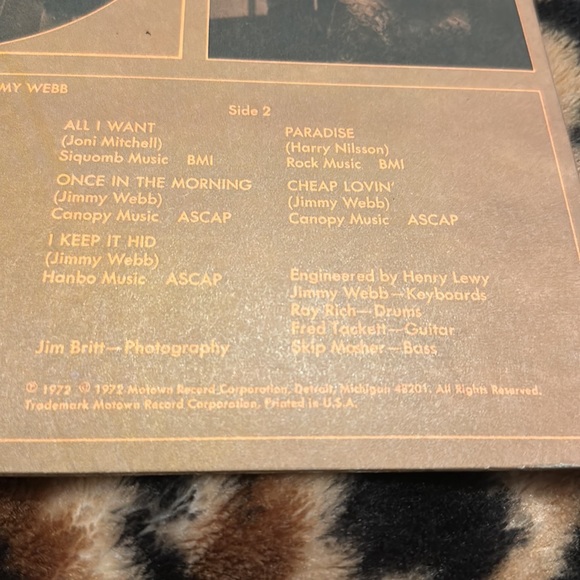 MY WEBB
Side 2
ALL I WANT
(Joni Mitchell)
Siquomb Music BMI
ONCE IN THE MORNING
(Jimmy Webb)
Canopy Music ASCAP
I KEEP IT HID
(Jimmy Webb)
Hanbo Music ASCAP
PARADISE
(Harry Nilsson)
Rock Music BMI
CHEAP LOVIN'
(Jimmy Webb)
Canopy Music ASCAP
Engineered by Henry Lewy
Jimmy Webb—Keyboards
Ray Rich—Drums
Fred Tackett—Guitar
Skip Mosher—Bass
Jim Britt—Photography
℗ 1972 © 1972 Motown Record Corporation, Detroit, Michigan 48201. All Rights Reserved.
Trademark Motown Record Corporation. Printed in U.S.A.